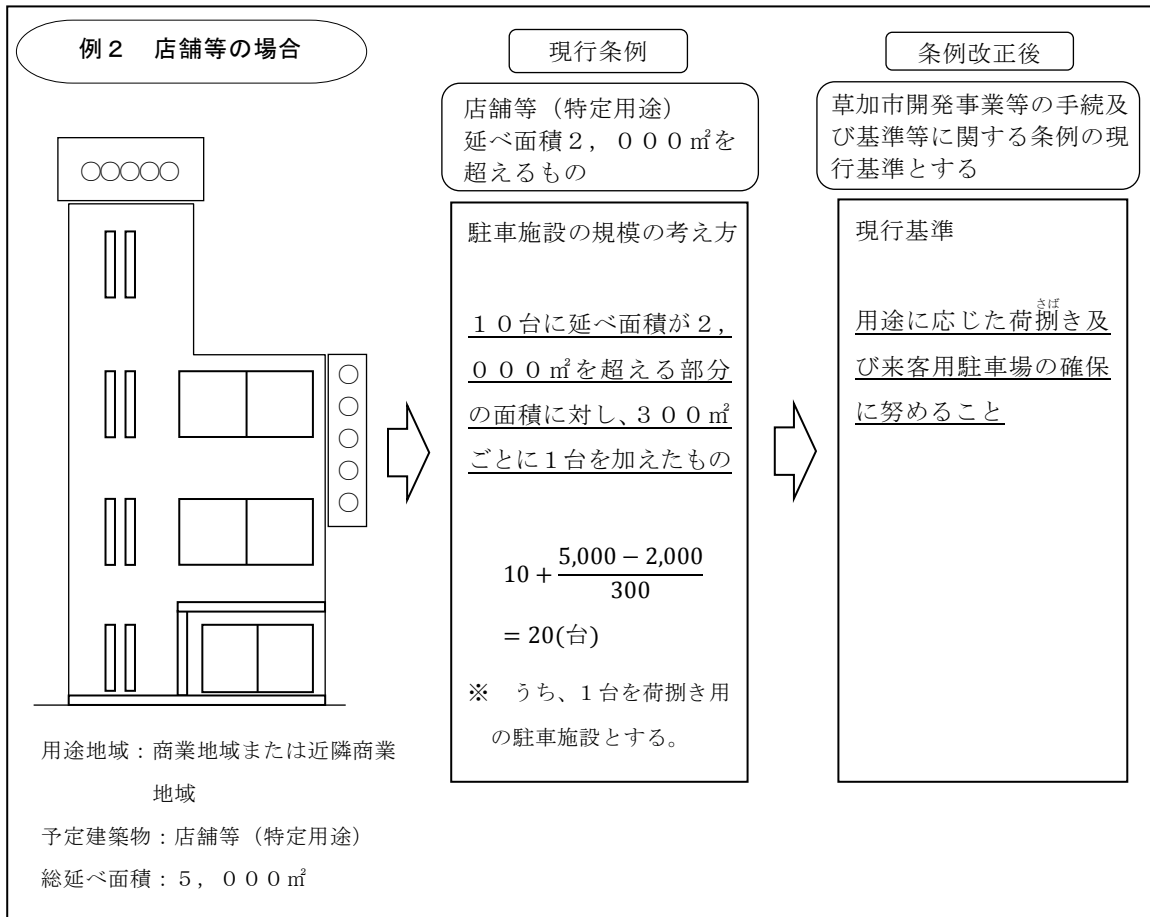 例２　店舗等の場合
○○○○○
○
○
○
○
○
用途地域：商業地域または近隣商業
地域
予定建築物：店舗等（特定用途）
総延べ面積：５，０００㎡
現行条例
店舗等（特定用途）
延べ面積２，０００㎡を
超えるもの
駐車施設の規模の考え方
１０台に延べ面積が２，
０００㎡を超える部分
の面積に対し、３００㎡
ごとに１台を加えたもの
10 + \frac{5,000 − 2,000}{300}
= 20(台)
※　うち、１台を荷捌き用
の駐車施設とする。
条例改正後
草加市開発事業等の手続及
び基準等に関する条例の現
行基準とする
現行基準
さば
用途に応じた荷捌き及
び来客用駐車場の確保
に努めること